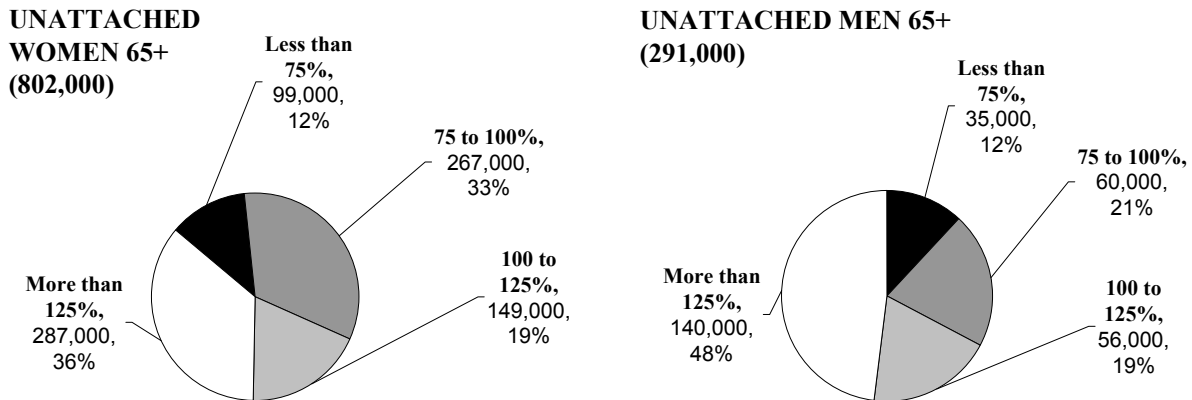 UNATTACHED
WOMEN 65+
(802,000)
Less than
75%,
99,000,
12%
75 to 100%,
267,000,
33%
100 to
125%,
149,000,
19%
More than
125%,
287,000,
36%
UNATTACHED MEN 65+
(291,000)
Less than
75%,
35,000,
12%
75 to 100%,
60,000,
21%
100 to
125%,
56,000,
19%
More than
125%,
140,000,
48%